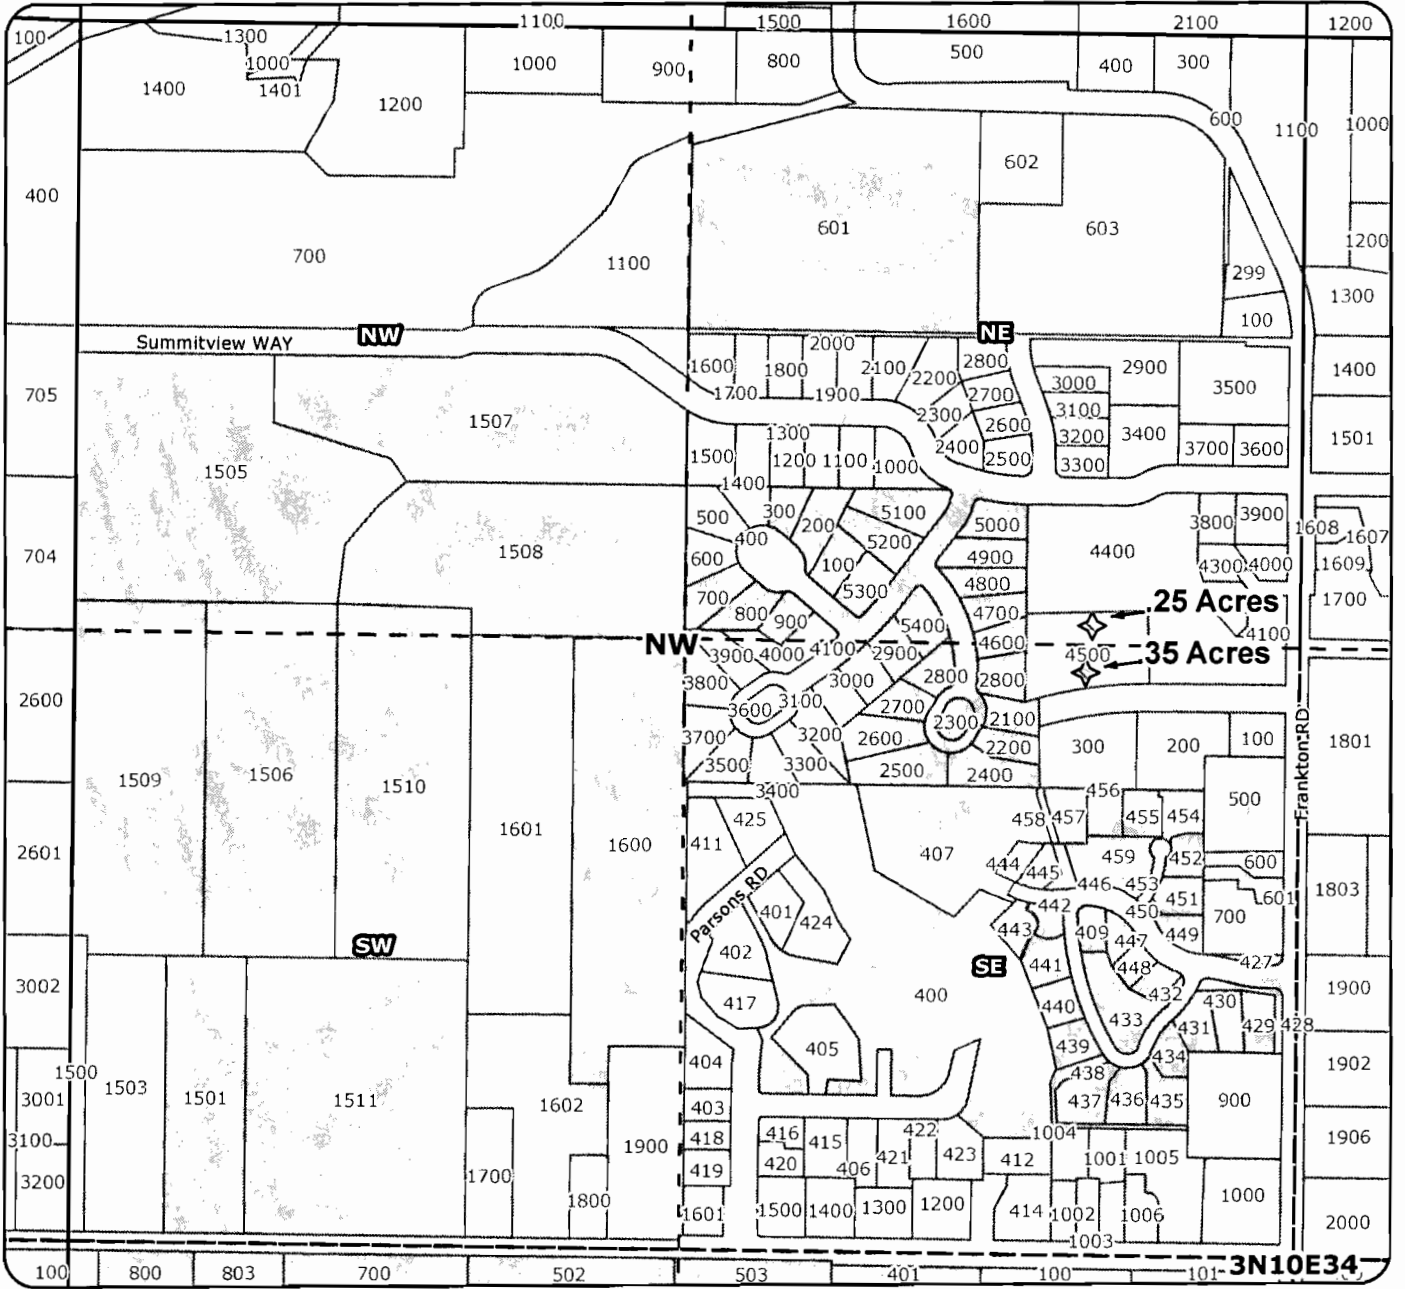 1100 1500 1600 2100 1200
100 1300 1000 1401 1400 1200 1000 900 800 500 400 300
600 1100 1000
400 602 601 603
700 1100 299 1200
1300
100
Summitview WAY NW NE
1600 1700 1800 2000 1900 2100 2200 2300 2400 2800 2700 2600 2500
3000 3100 3200 3300 2900 3400 3500 3700 3600 1400
705 1507 1501
1505 1500 1300 1200 1100 1000 1400
704 1508 500 400 300 200 100 5100 5200 5300
5000 4900 4800 4700 4600 4400 3800 3900 4300 4000 1608 1607 1609 1700
600 700 800 900 5400 4100
.25 Acres
NW 35 Acres
4500
3900 4000 4100 2900 2800 2800
2600 3800 3600 3100 3000 2700 2300 2100 1801
3700 3200 2600 2200 300 200 100
1509 1506 1510 3500 3300 2500 2400 3400
Frankton RD
456 500
1601 1600 425 411 407 458 457 455 454
2601 444 445 459 452 600
Parsons RD
401 424 446 453 451 601 1803
442 450 700
402 443 409 447 449
SW SE 441 448 427
3002 417 400 440 432 430 1900
433 431 429 428
404 405 439 434 1902
1500 438
3001 1503 1501 1511 1602 403 437 436 435 900
3100 1900 418 416 415 422 1004 1906
3200 1700 419 420 406 421 423 412 1001 1005
1800 1601 1500 1400 1300 1200 414 1002 1006 1000 2000
1003
3N10E34
100 800 803 700 502 503 401 100 101